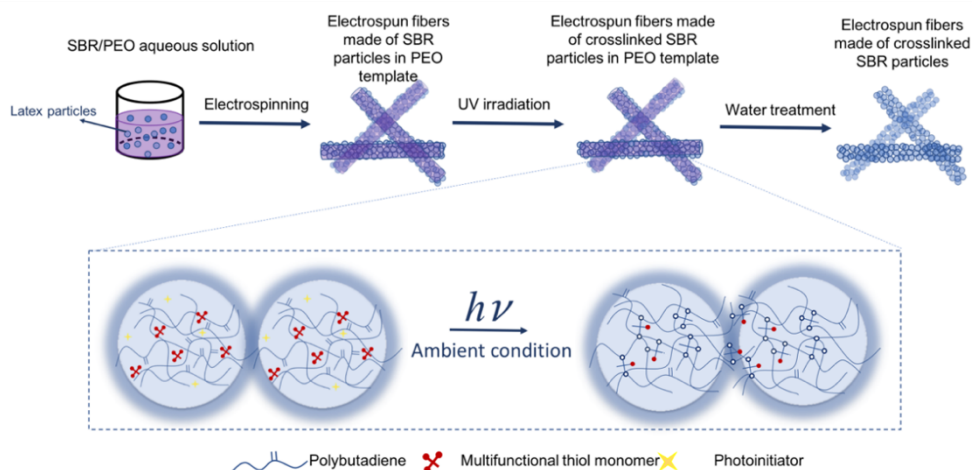 SBR/PEO aqueous solution
Latex particles
Electrospinning
Electrospun fibers
made of SBR
particles in PEO
template
UV irradiation
Electrospun fibers made
of crosslinked SBR
particles in PEO template
Water treatment
Electrospun fibers
made of crosslinked
SBR particles
hν
Ambient condition
Polybutadiene
Multifunctional thiol monomer
Photoinitiator